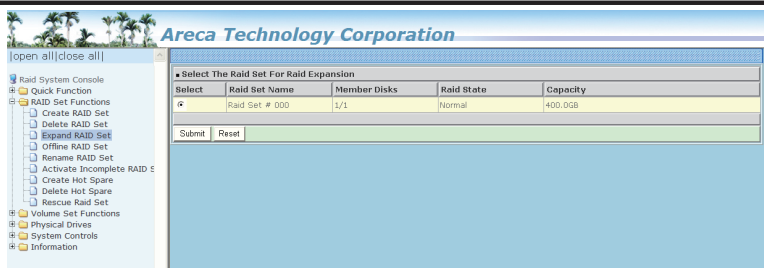 Areca Technology Corporation
|open all|close all|
Raid System Console
Quick Function
RAID Set Functions
Create RAID Set
Delete RAID Set
Expand RAID Set
Offline RAID Set
Rename RAID Set
Activate Incomplete RAID S
Create Hot Spare
Delete Hot Spare
Rescue Raid Set
Volume Set Functions
Physical Drives
System Controls
Information
Select The Raid Set For Raid Expansion
Select Raid Set Name Member Disks Raid State Capacity
Raid Set # 000 1/1 Normal 400.0GB
Submit Reset